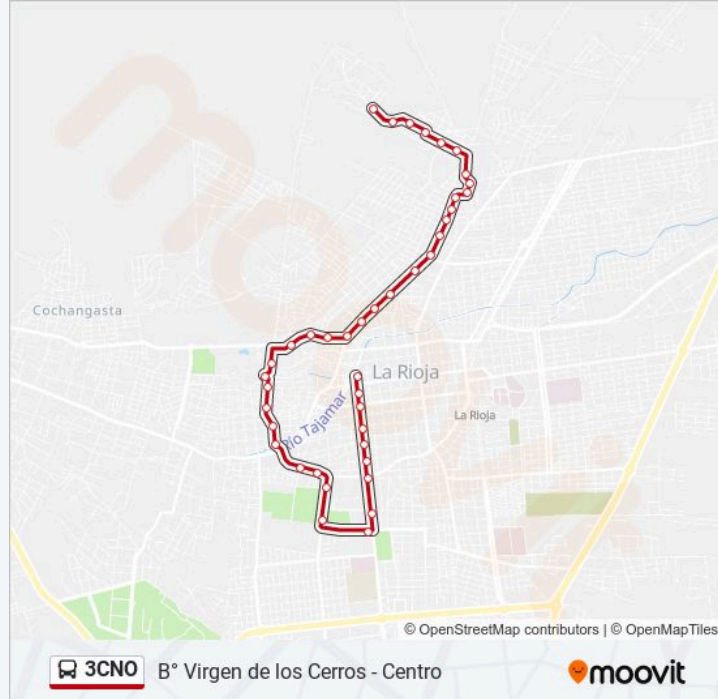 Cochangasta
La Rioja
La Rioja
Río Tajamar
© OpenStreetMap contributors | © OpenMapTiles
3CNO B° Virgen de los Cerros - Centro
moovit